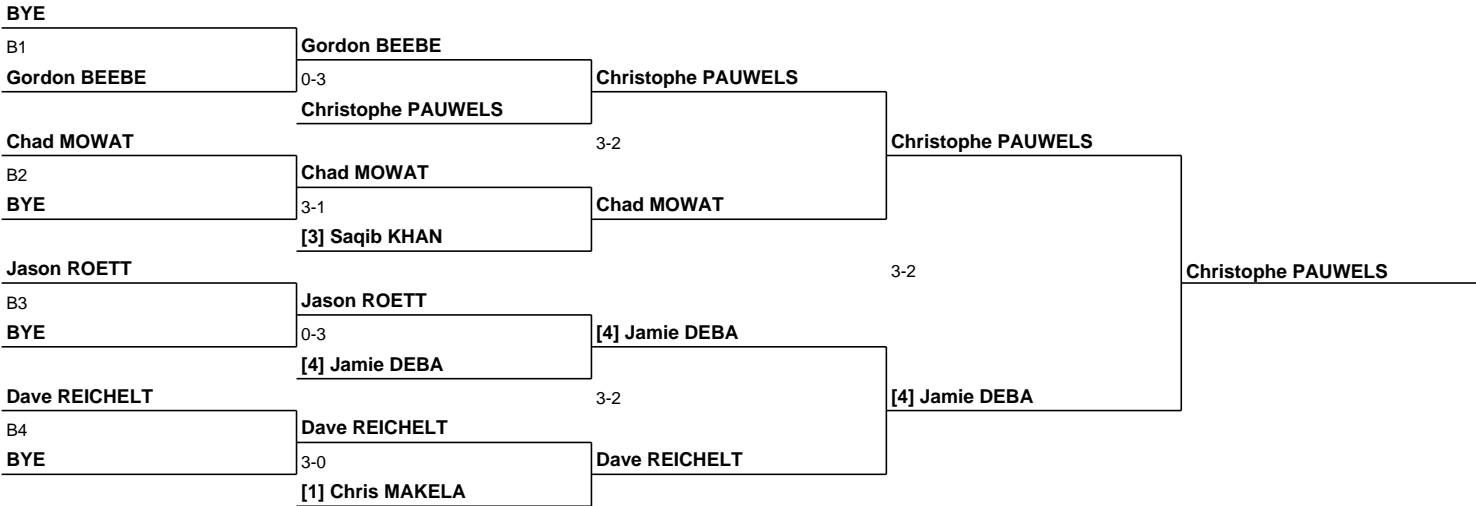 BYE
B1
Gordon BEEBE
Gordon BEEBE
0-3
Christophe PAUWELS
Christophe PAUWELS
Chad MOWAT
3-2
Christophe PAUWELS
B2
Chad MOWAT
BYE
3-1
Chad MOWAT
[3] Saqib KHAN
Jason ROETT
3-2
Christophe PAUWELS
B3
Jason ROETT
BYE
0-3
[4] Jamie DEBA
[4] Jamie DEBA
Dave REICHELT
3-2
[4] Jamie DEBA
B4
Dave REICHELT
BYE
3-0
Dave REICHELT
[1] Chris MAKELA